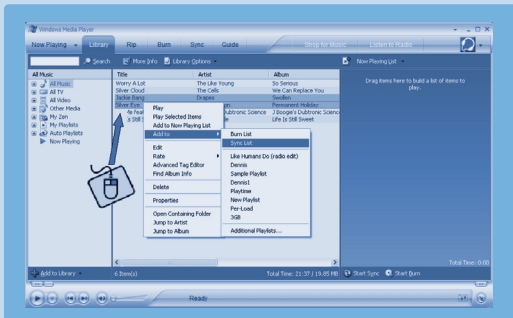 Windows Media Player
Now Playing Library Rip Burn Sync Guide Shop for Music Listen to Radio
Search More Info Library Options Now Playing List
All Music
All Music
All TV
All Video
Other Media
My Zen
My Playlists
Auto Playlists
Now Playing
Title Artist Album
Worry A Lot The Like Young So Serious
Silver Cloud The Cells We Can Replace You
Jackie Bang Drapes Swollen
Silver Eye Permanent Holiday
Dubtronic Science J Boogie's Dubtronic Science
's Still Life Is Still Sweet
Drag items here to build a list of items to
play.
Play
Play Selected Items
Add to Now Playing List
Add to
Edit
Rate
Advanced Tag Editor
Find Album Info
Delete
Properties
Open Containing Folder
Jump to Artist
Jump to Album
Burn List
Sync List
Like Humans Do (radio edit)
Dennis
Sample Playlist
Dennis1
Playtime
New Playlist
Per-Load
3GB
Additional Playlists...
Total Time: 0:00
Add to Library 6 Item(s) Total Time: 21:37 / 19.85 MB Start Sync Start Burn
Ready